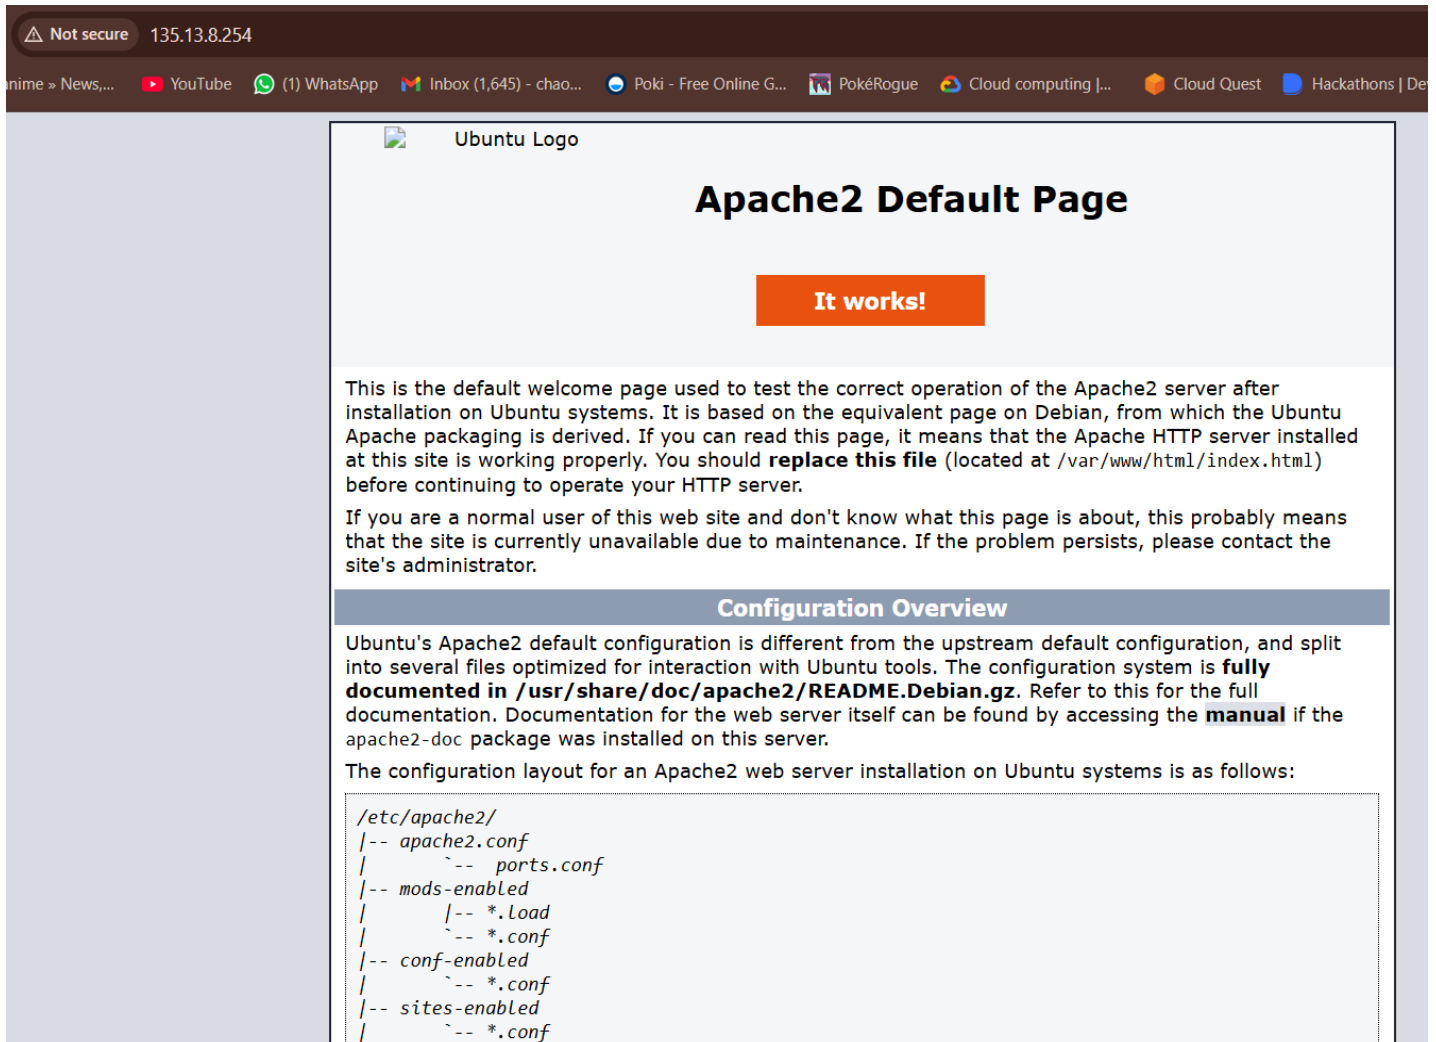 Not secure 135.13.8.254
nime » News,... YouTube (1) WhatsApp Inbox (1,645) - chao... Poki - Free Online G... PokéRogue Cloud computing |... Cloud Quest Hackathons | De
Ubuntu Logo
Apache2 Default Page
It works!
This is the default welcome page used to test the correct operation of the Apache2 server after
installation on Ubuntu systems. It is based on the equivalent page on Debian, from which the Ubuntu
Apache packaging is derived. If you can read this page, it means that the Apache HTTP server installed
at this site is working properly. You should replace this file (located at /var/www/html/index.html)
before continuing to operate your HTTP server.
If you are a normal user of this web site and don't know what this page is about, this probably means
that the site is currently unavailable due to maintenance. If the problem persists, please contact the
site's administrator.
Configuration Overview
Ubuntu's Apache2 default configuration is different from the upstream default configuration, and split
into several files optimized for interaction with Ubuntu tools. The configuration system is fully
documented in /usr/share/doc/apache2/README.Debian.gz. Refer to this for the full
documentation. Documentation for the web server itself can be found by accessing the manual if the
apache2-doc package was installed on this server.
The configuration layout for an Apache2 web server installation on Ubuntu systems is as follows:
/etc/apache2/
|-- apache2.conf
|       `--  ports.conf
|-- mods-enabled
|       |-- *.load
|       `-- *.conf
|-- conf-enabled
|       `-- *.conf
|-- sites-enabled
|       `-- *.conf